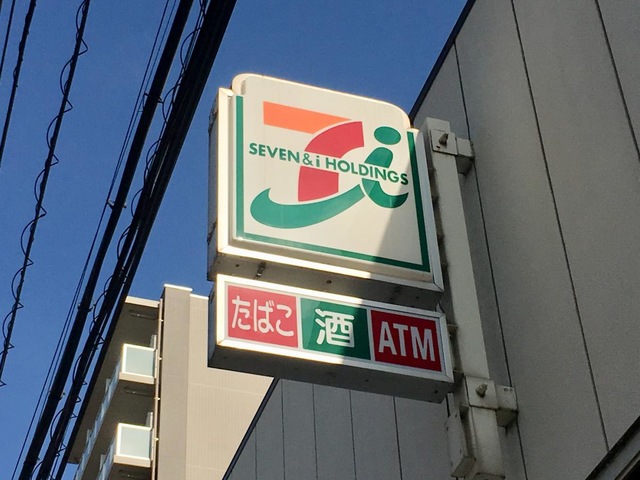 SEVEN & i HOLDINGS
たばこ 酒 ATM